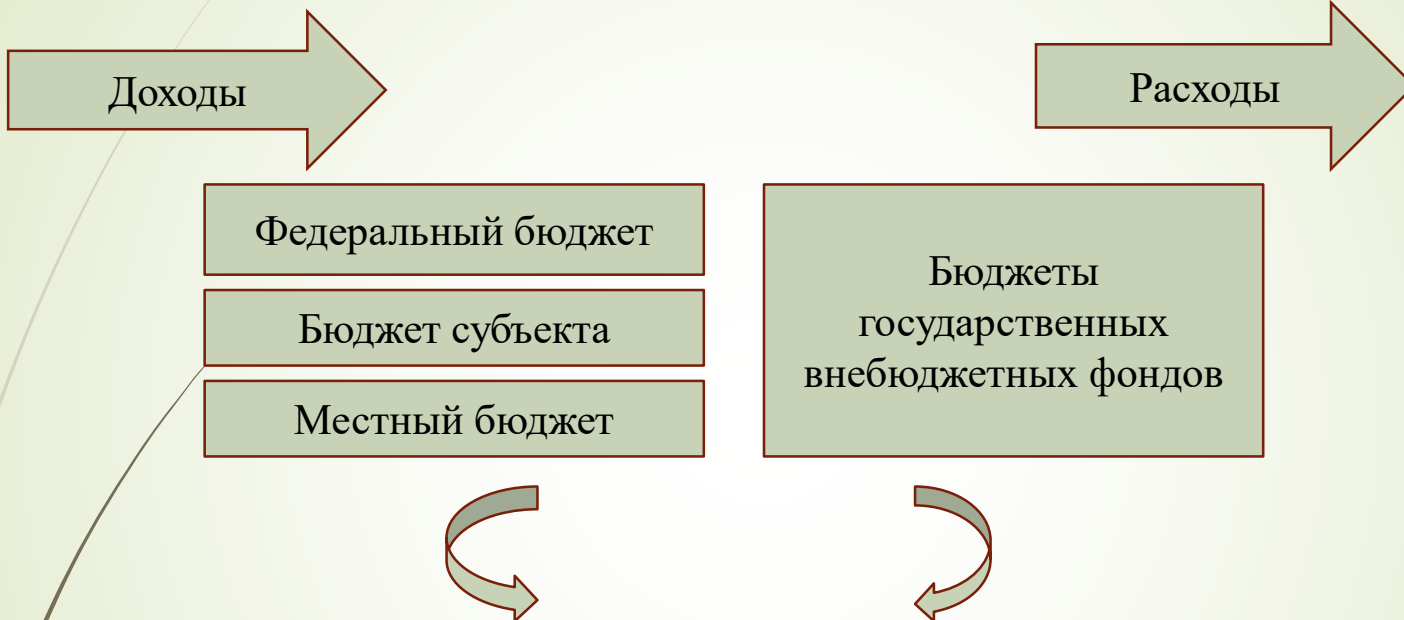 Доходы
Расходы
Федеральный бюджет
Бюджет субъекта
Местный бюджет
Бюджеты
государственных
внебюджетных фондов